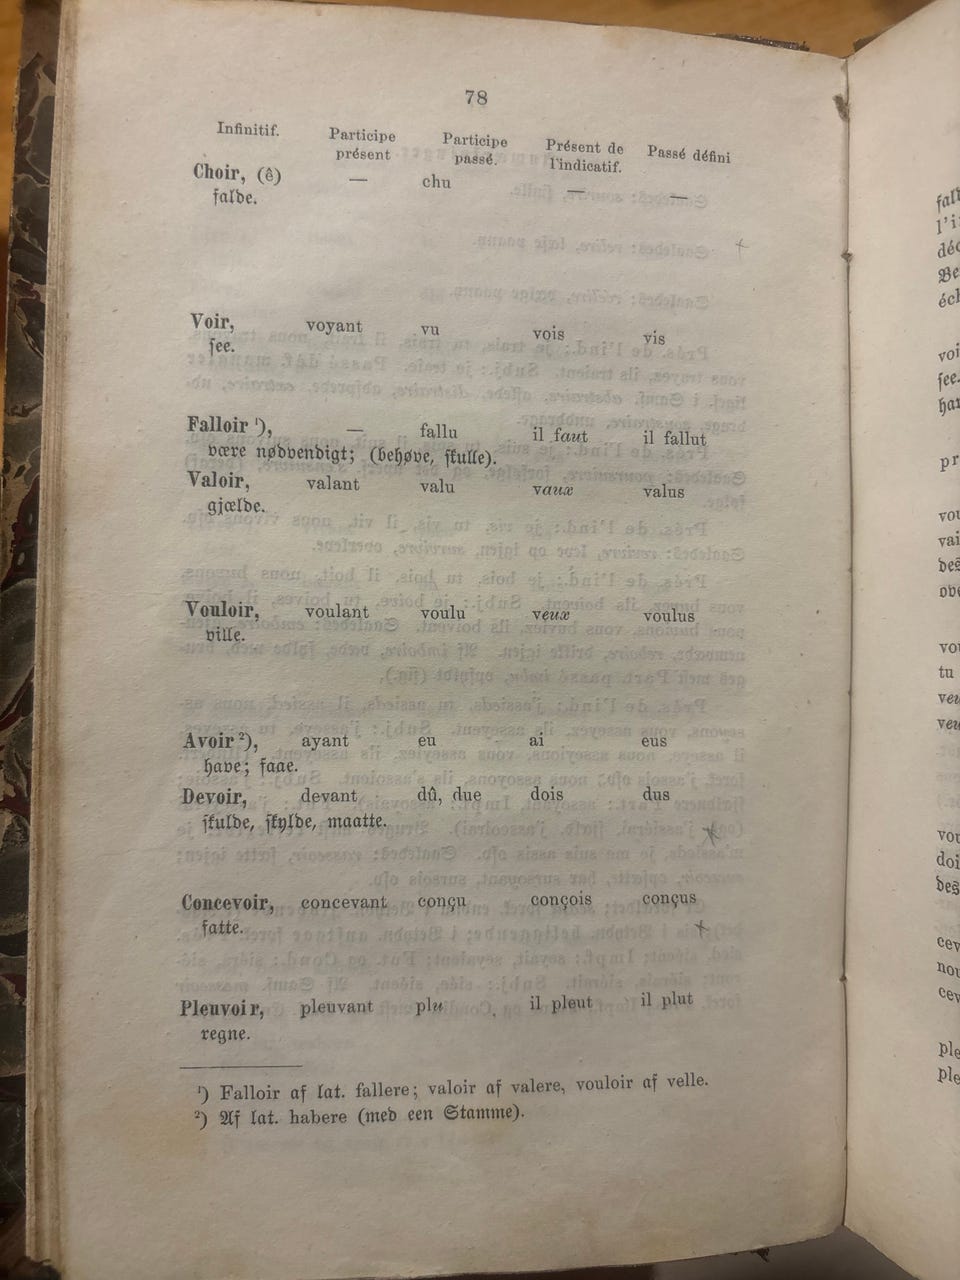 78
Infinitif. Participe présent Participe passé. Présent de l'indicatif. Passé défini
Choir, (ê) — chu — —
falde.
Voir, voyant vu vois vis
see.
Falloir ¹), — fallu il faut il fallut
være nødvendigt; (behøve, skulle).
Valoir, valant valu vaux valus
gjælde.
Vouloir, voulant voulu veux voulus
ville.
Avoir ²), ayant eu ai eus
have; faae.
Devoir, devant dû, due dois dus
skulde, skylde, maatte.
Concevoir, concevant conçu conçois conçus
fatte.
Pleuvoir, pleuvant plu il pleut il plut
regne.
¹) Falloir af lat. fallere; valoir af valere, vouloir af velle.
²) Af lat. habere (med een Stamme).